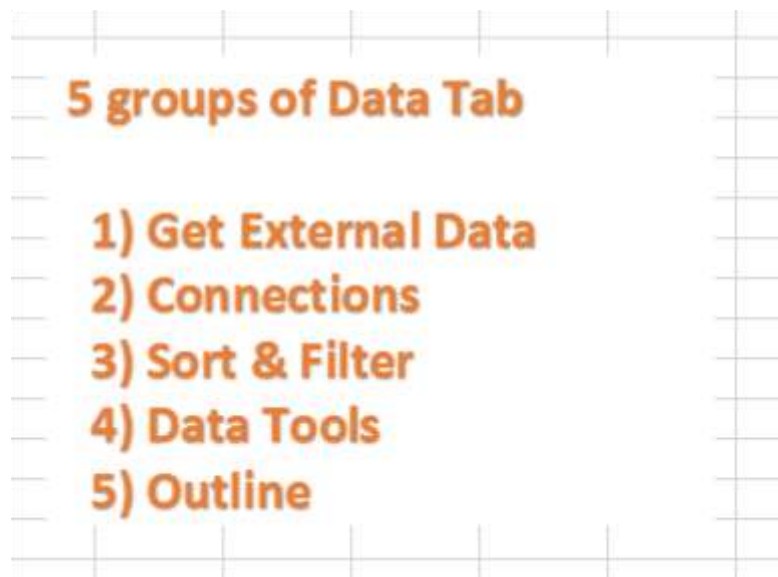 5 groups of Data Tab
1) Get External Data
2) Connections
3) Sort & Filter
4) Data Tools
5) Outline